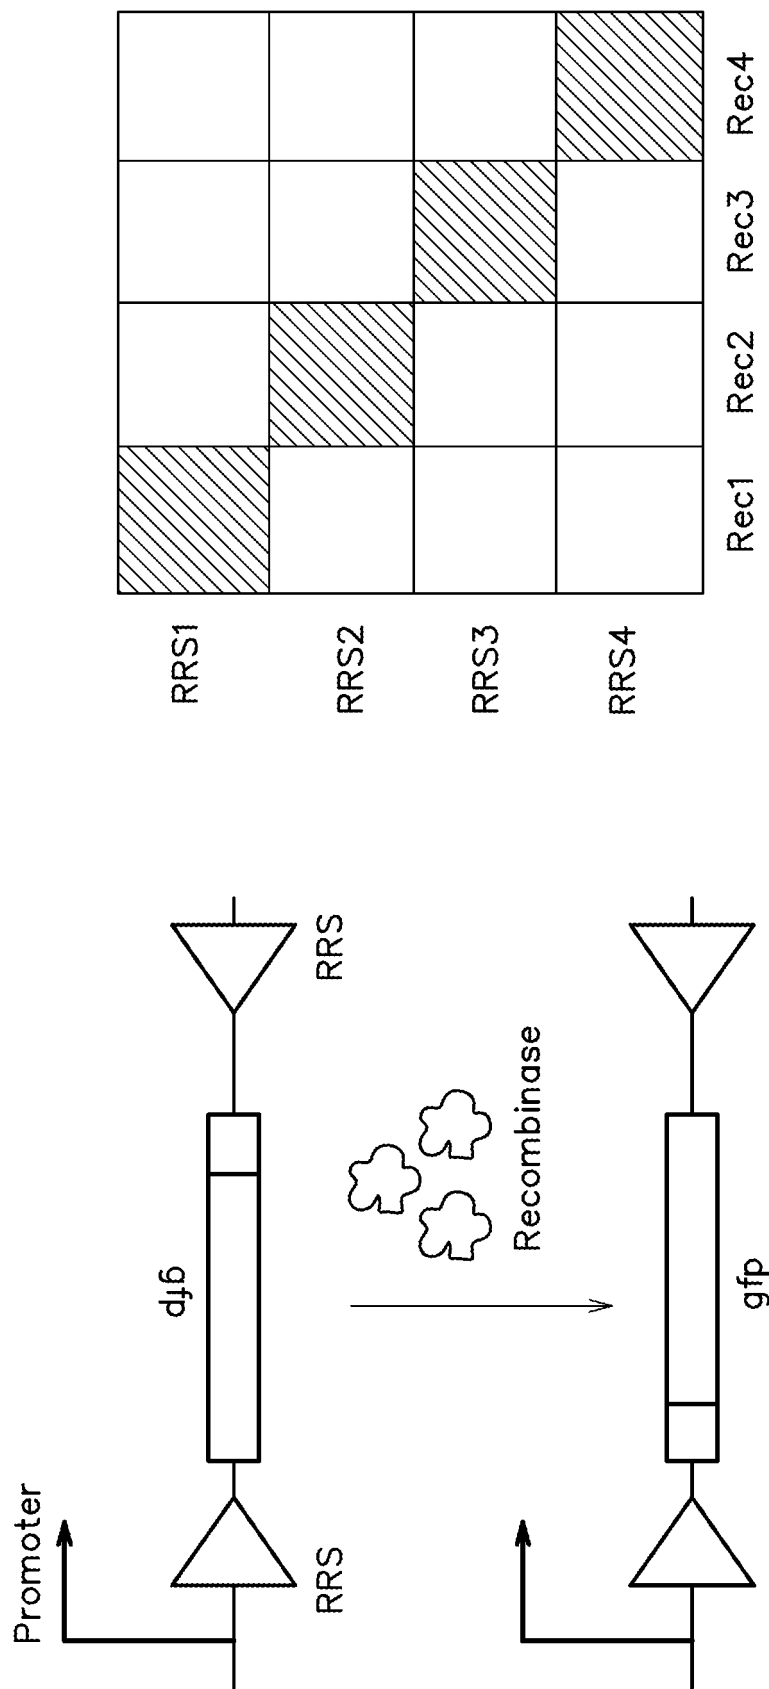 Promoter
gfp
RRS
RRS
Recombinase
gfp
RRS1
RRS2
RRS3
RRS4
Rec1
Rec2
Rec3
Rec4